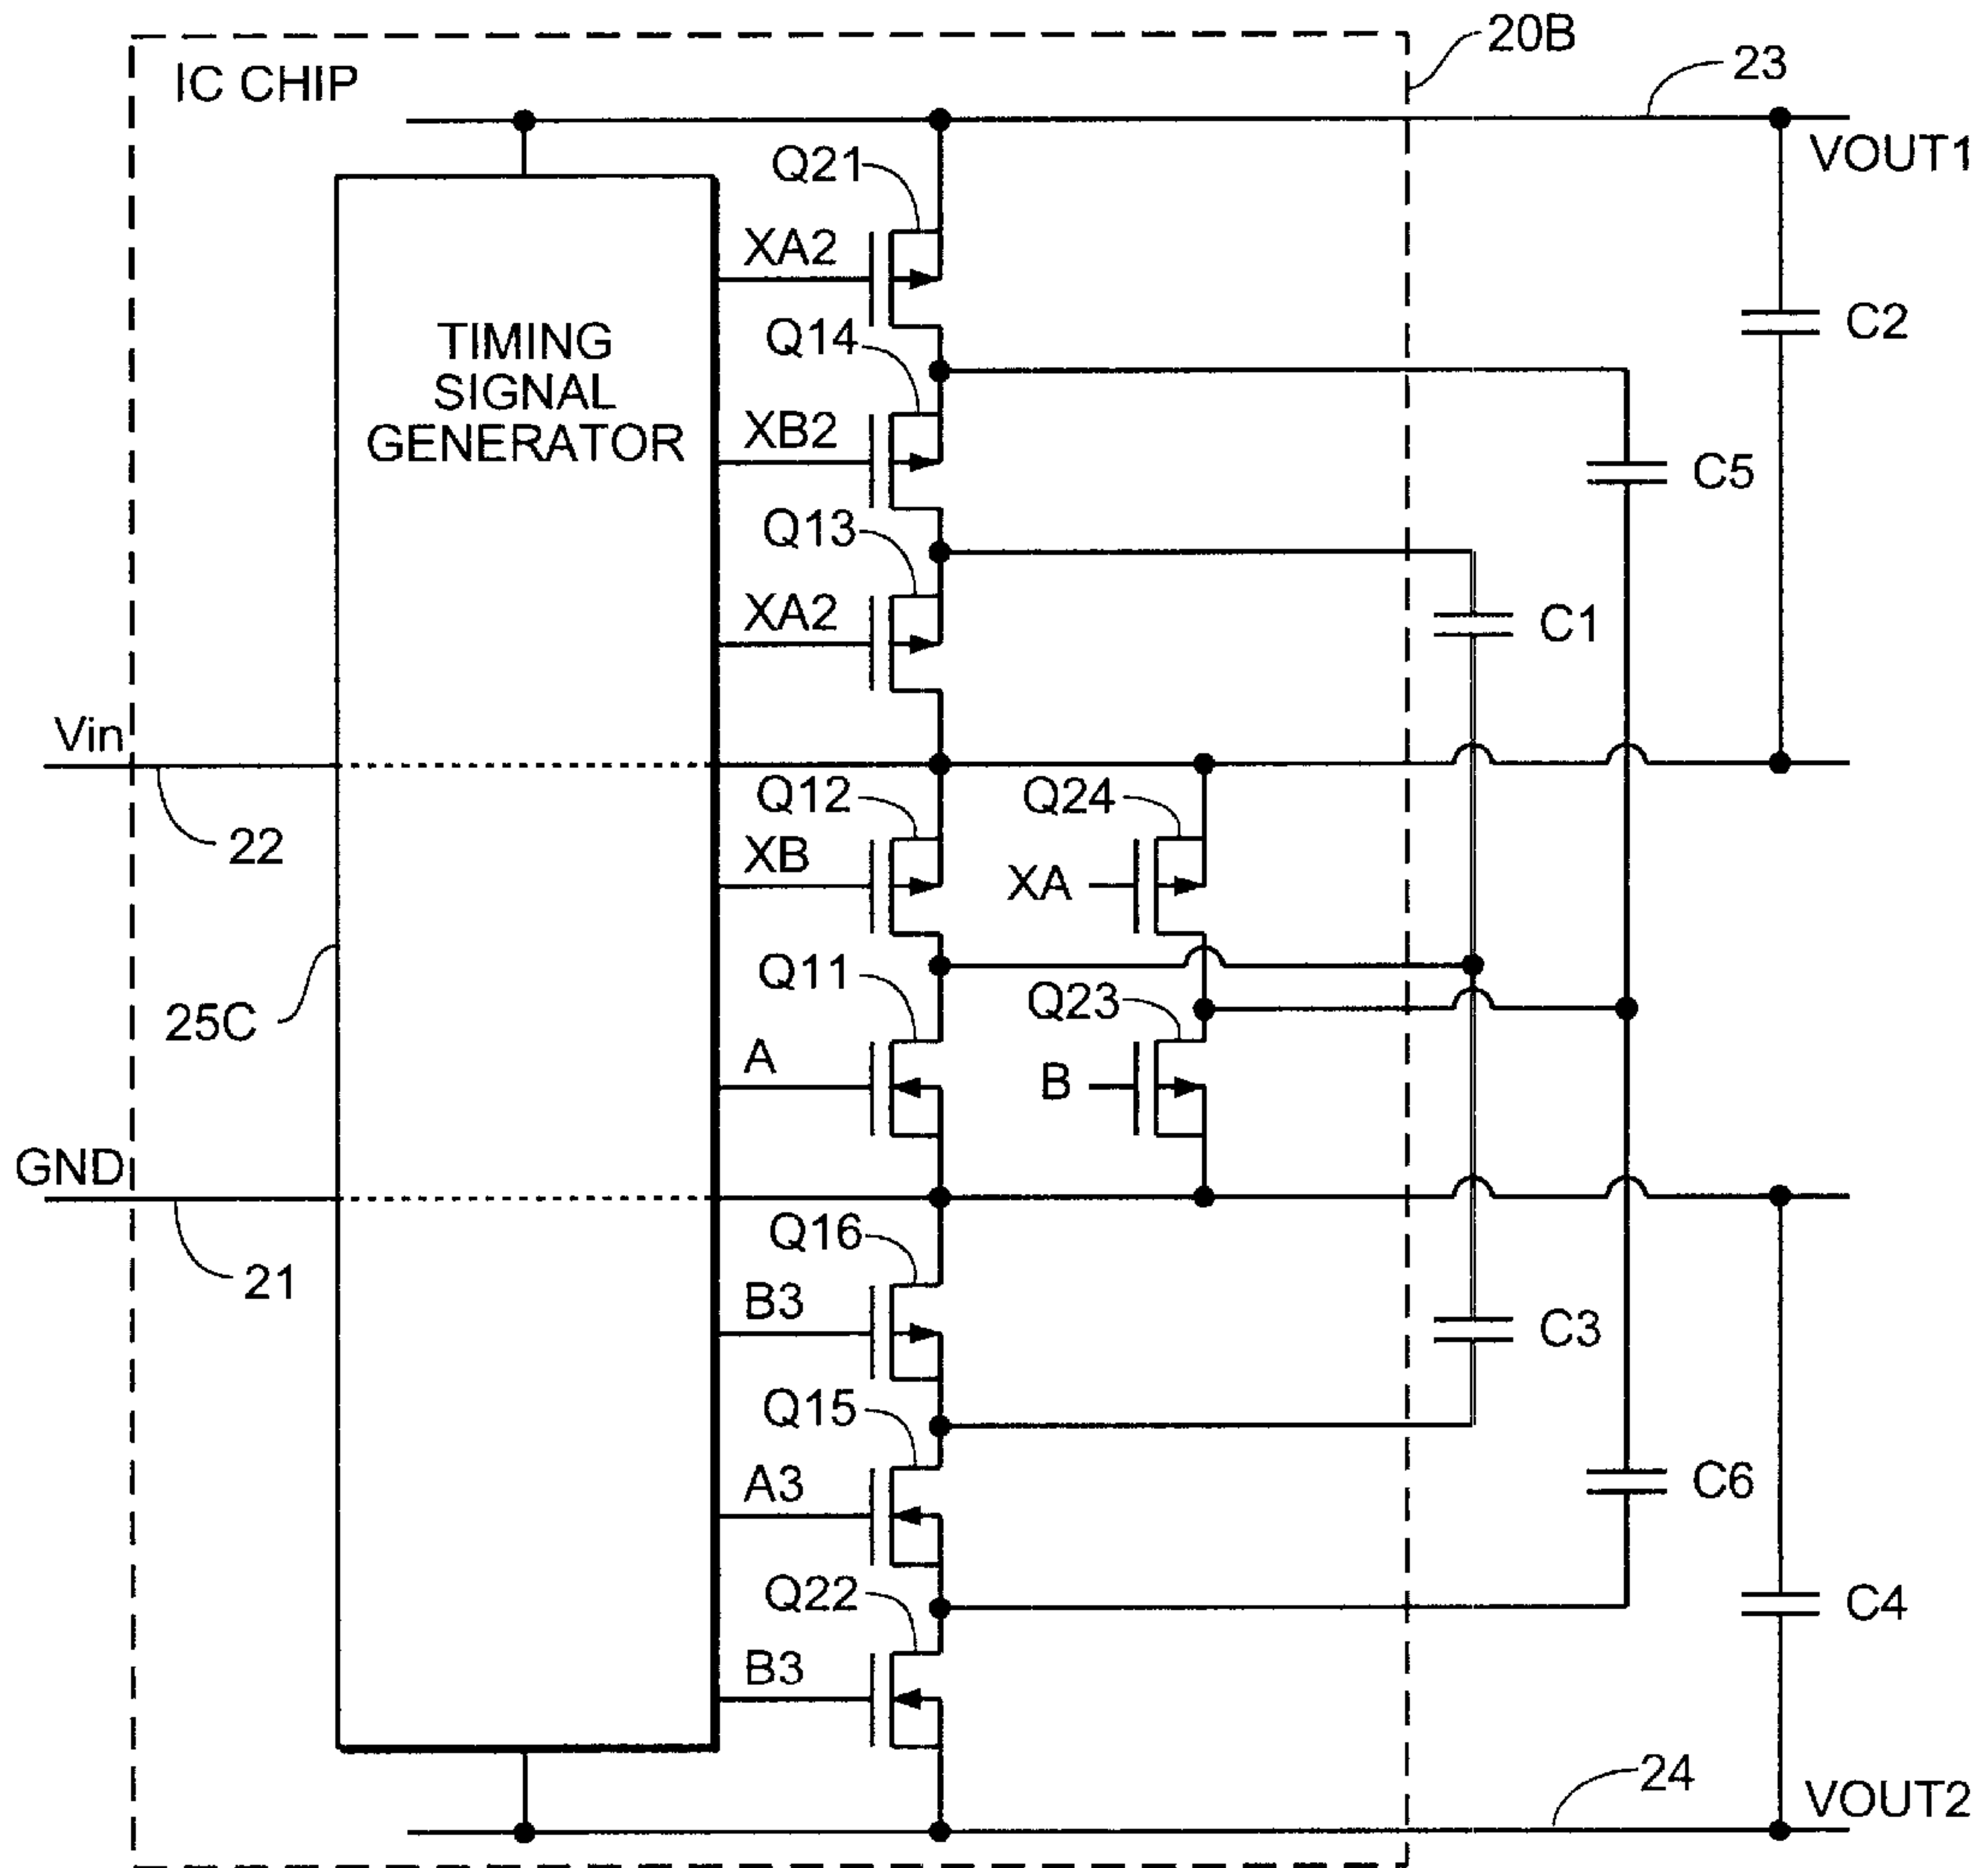 20B
IC CHIP
23
VOUT1
Q21
XA2
TIMING
SIGNAL
GENERATOR
Q14
C2
XB2
C5
Q13
XA2
C1
Vin
22
Q12
Q24
XB
XA
Q11
Q23
25C
A
B
GND
21
Q16
B3
C3
Q15
A3
C6
Q22
C4
B3
24
VOUT2